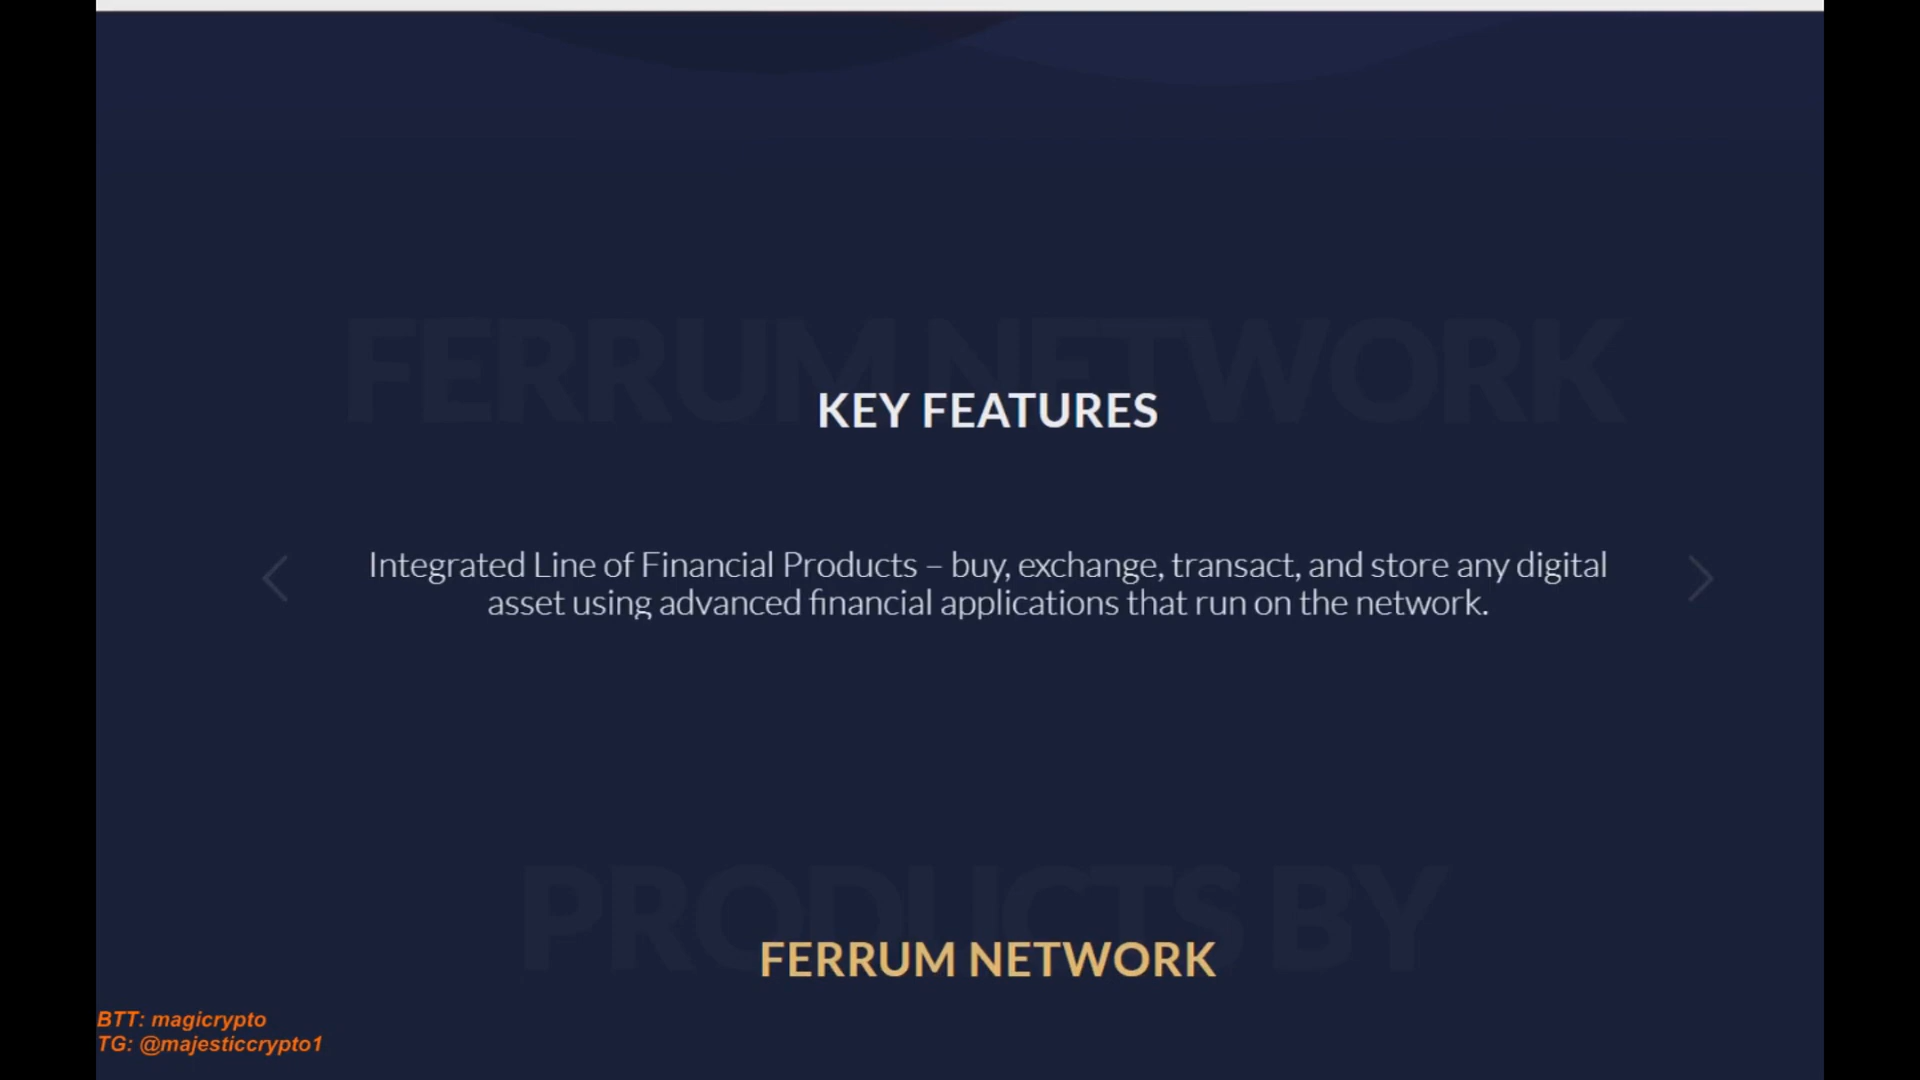 FERRUM NETWORK
KEY FEATURES
Integrated Line of Financial Products – buy, exchange, transact, and store any digital
asset using advanced financial applications that run on the network.
PRODUCTS BY
FERRUM NETWORK
BTT: magicrypto
TG: @majesticcrypto1